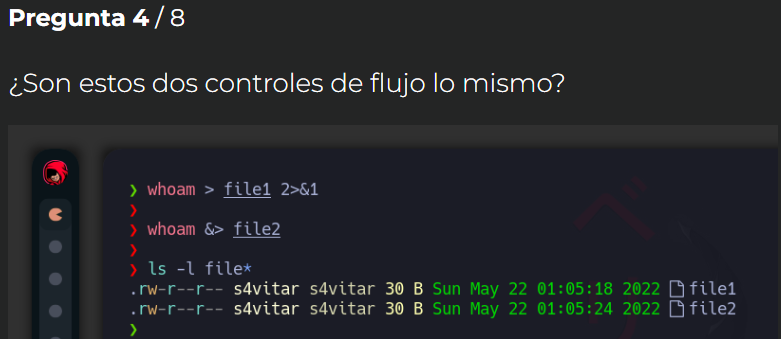 Pregunta 4 / 8
¿Son estos dos controles de flujo lo mismo?
❯ whoam > file1 2>&1
❯
❯ whoam &> file2
❯
❯ ls -l file*
.rw-r--r-- s4vitar s4vitar 30 B Sun May 22 01:05:18 2022 file1
.rw-r--r-- s4vitar s4vitar 30 B Sun May 22 01:05:24 2022 file2
❯